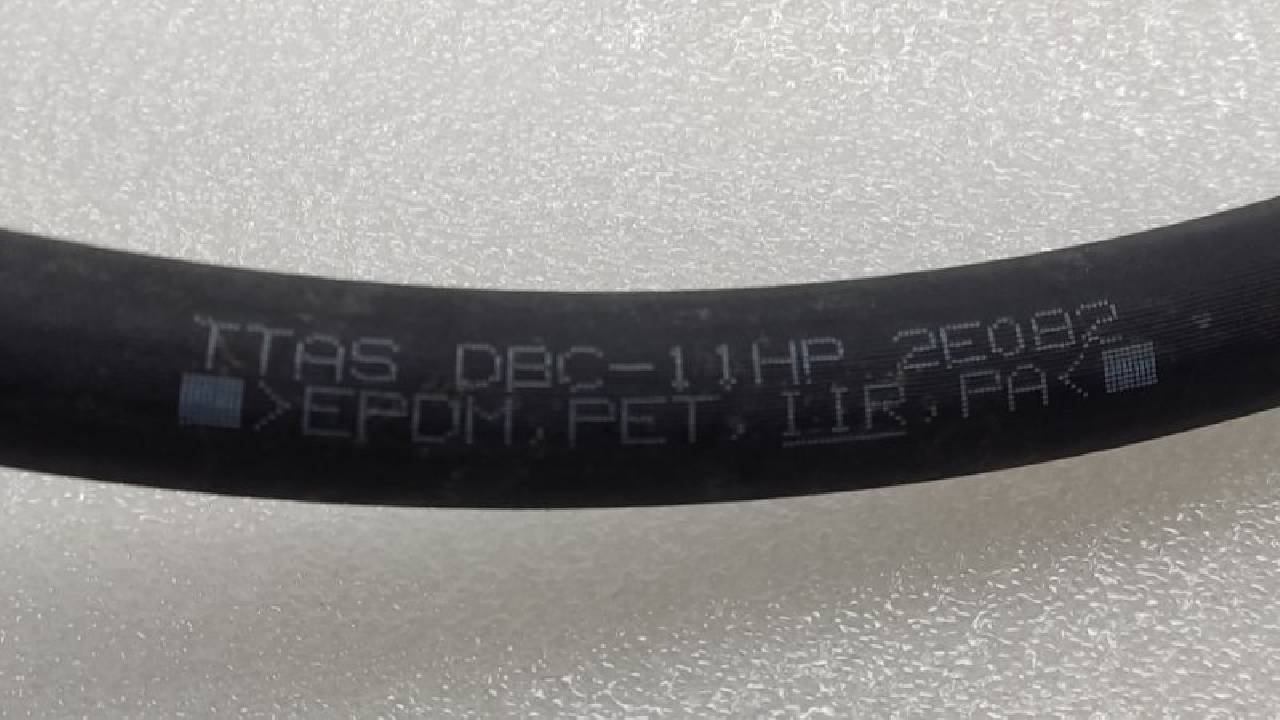 TTAS DBC-11HP 2E082
>EPDM,PET,IIR,PA<